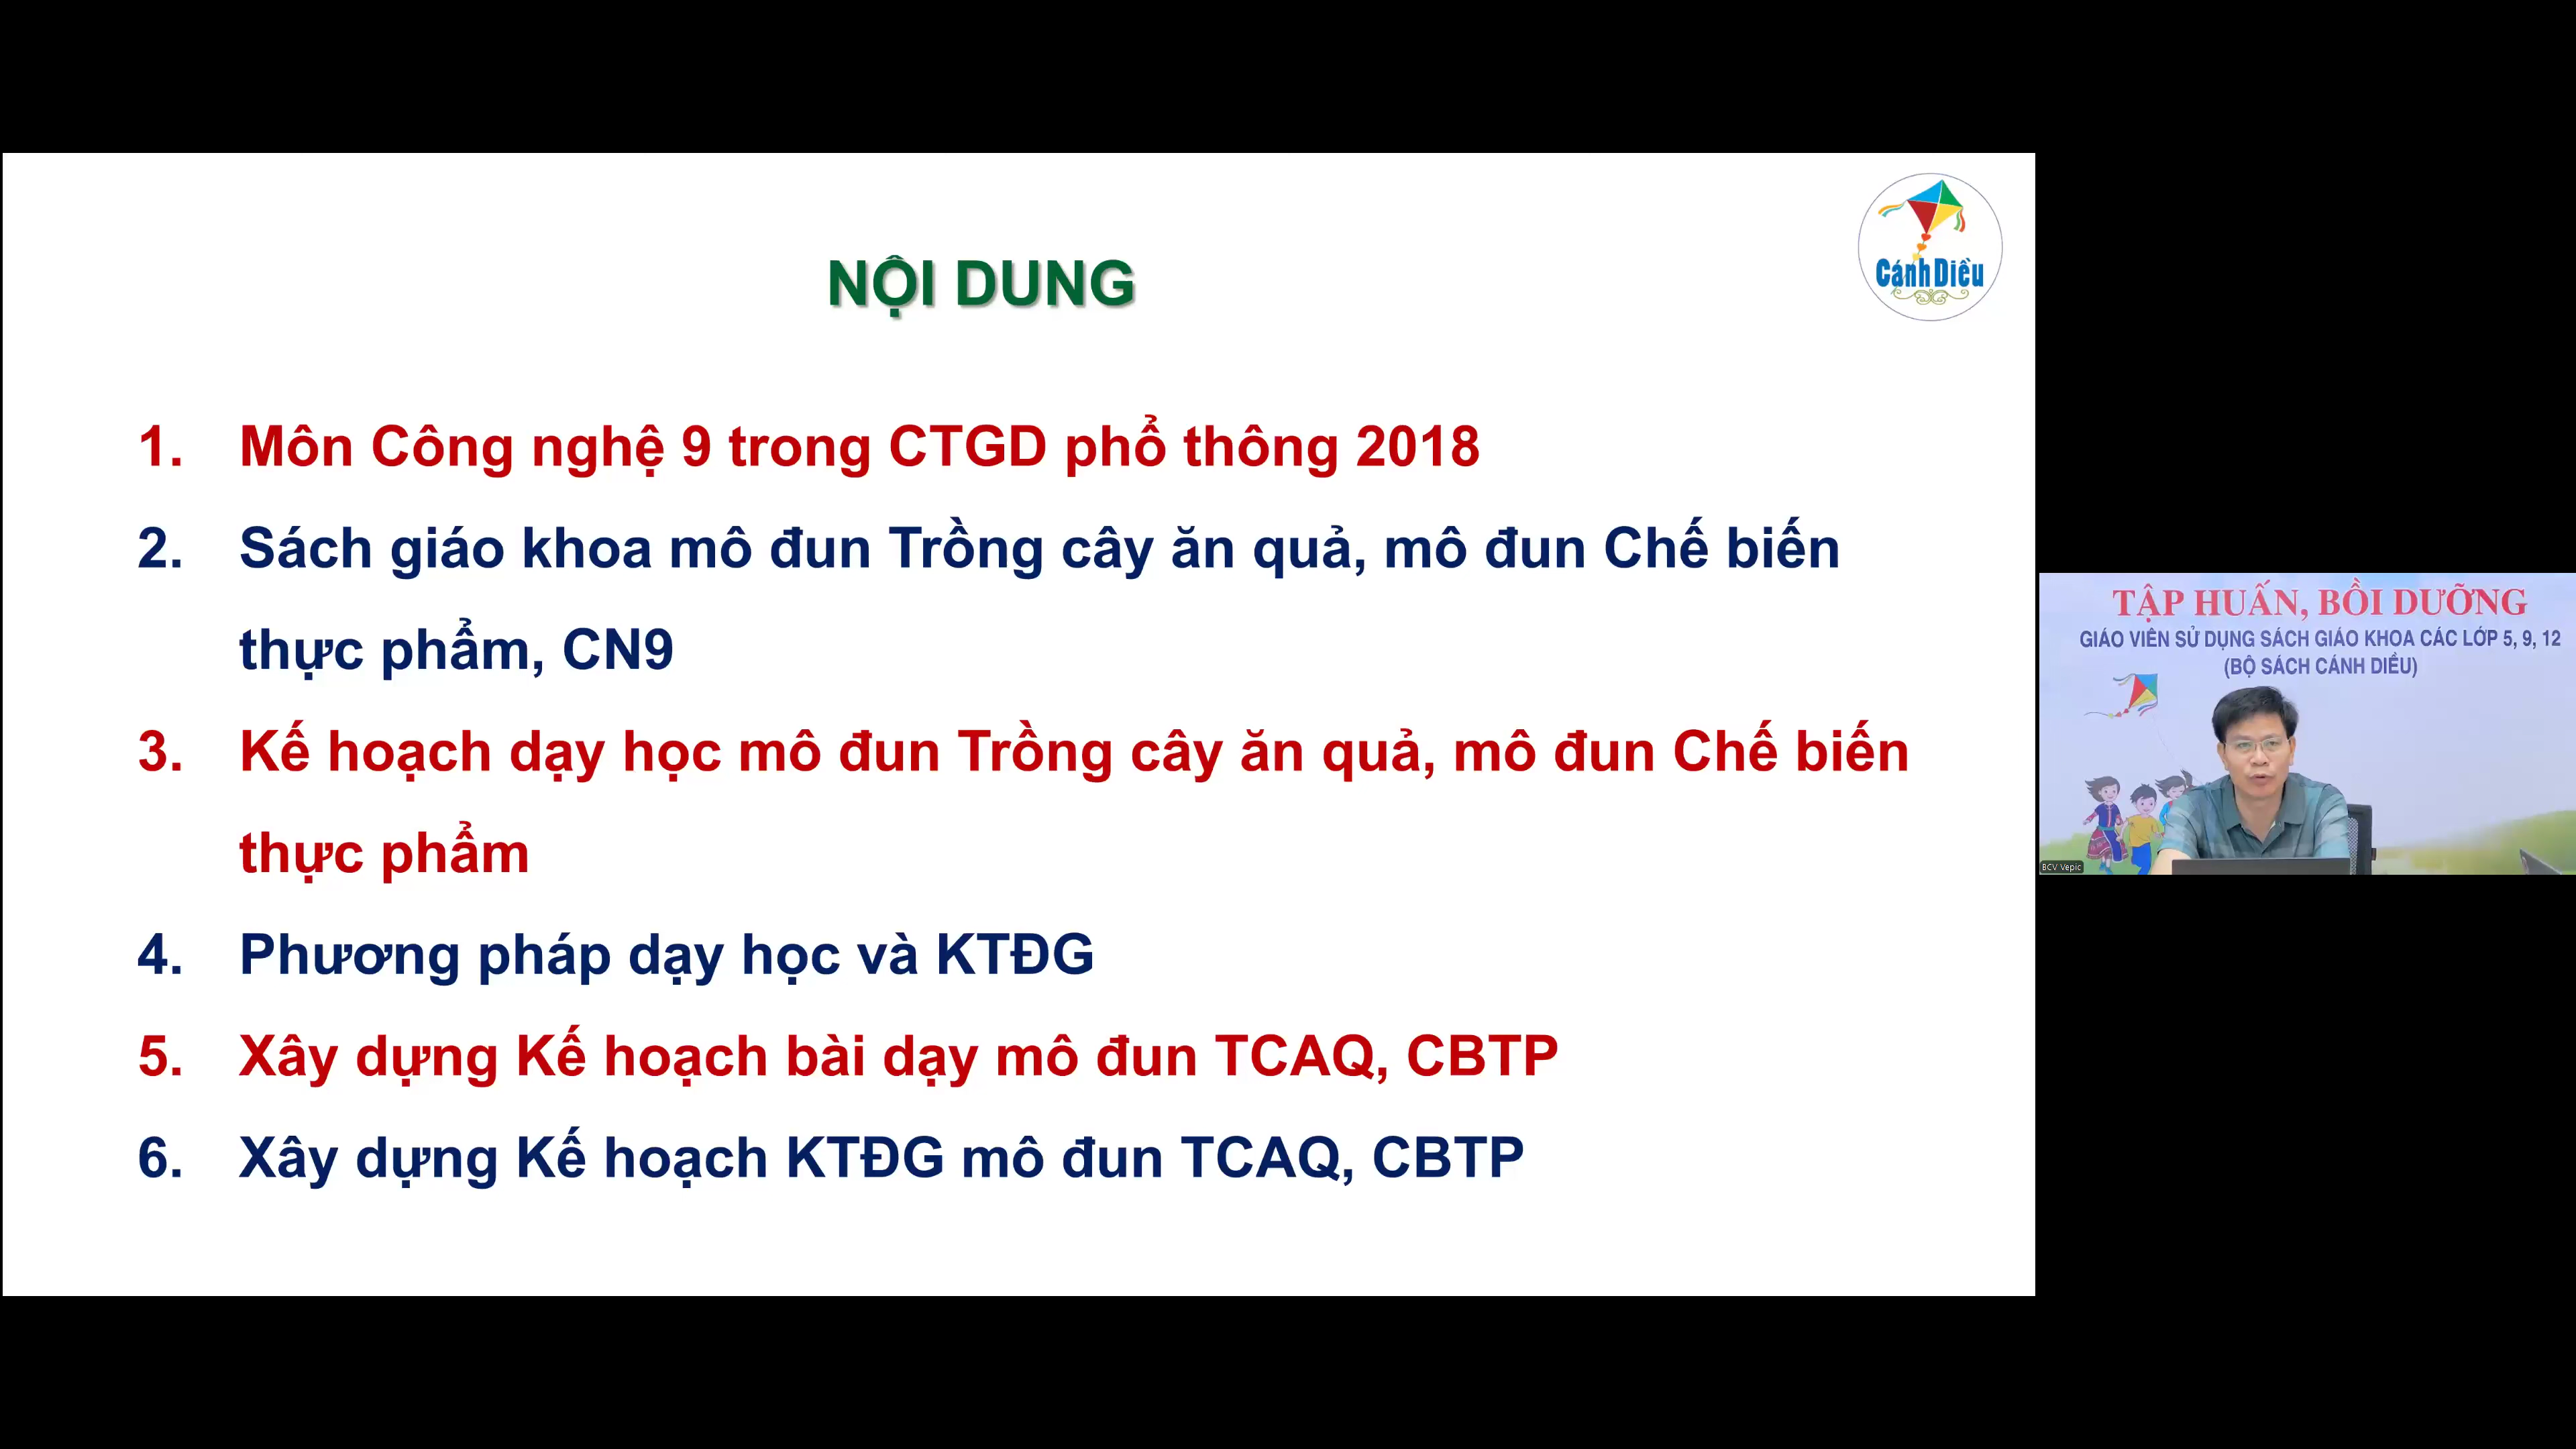 NỘI DUNG
Cánh Diều
1. Môn Công nghệ 9 trong CTGD phổ thông 2018
2. Sách giáo khoa mô đun Trồng cây ăn quả, mô đun Chế biến
thực phẩm, CN9
3. Kế hoạch dạy học mô đun Trồng cây ăn quả, mô đun Chế biến
thực phẩm
4. Phương pháp dạy học và KTĐG
5. Xây dựng Kế hoạch bài dạy mô đun TCAQ, CBTP
6. Xây dựng Kế hoạch KTĐG mô đun TCAQ, CBTP
TẬP HUẤN, BỒI DƯỠNG
GIÁO VIÊN SỬ DỤNG SÁCH GIÁO KHOA CÁC LỚP 5, 9, 12
(BỘ SÁCH CÁNH DIỀU)
BCV Vepic